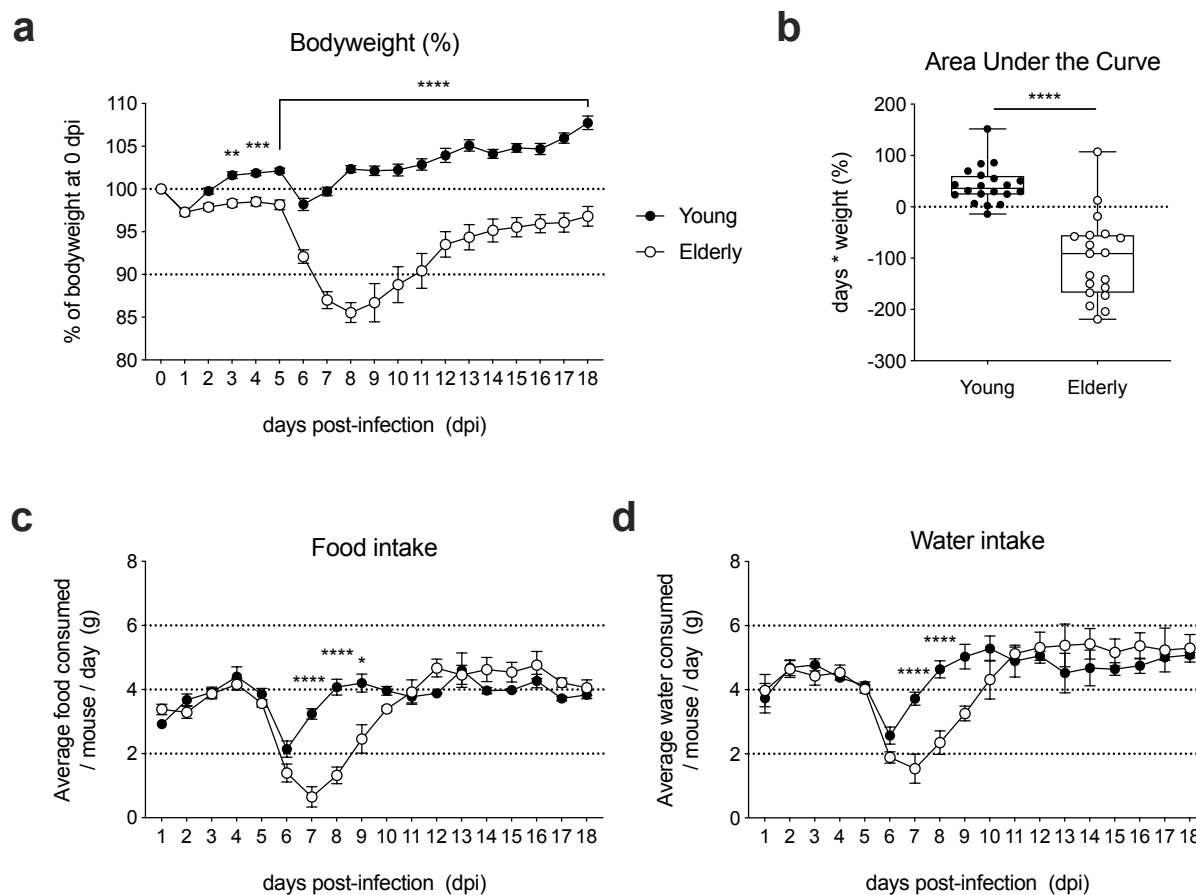 a
Bodyweight (%)
****
** ***
110
105
100
95
90
85
80
% of bodyweight at 0 dpi
0 1 2 3 4 5 6 7 8 9 10 11 12 13 14 15 16 17 18
days post-infection (dpi)
Young
Elderly
b
Area Under the Curve
****
200
100
0
-100
-200
-300
days * weight (%)
Young Elderly
c
Food intake
8
6
4
2
0
Average food consumed
/ mouse / day (g)
**** **** *
1 2 3 4 5 6 7 8 9 10 11 12 13 14 15 16 17 18
days post-infection (dpi)
d
Water intake
8
6
4
2
0
Average water consumed
/ mouse / day (g)
**** ****
1 2 3 4 5 6 7 8 9 10 11 12 13 14 15 16 17 18
days post-infection (dpi)